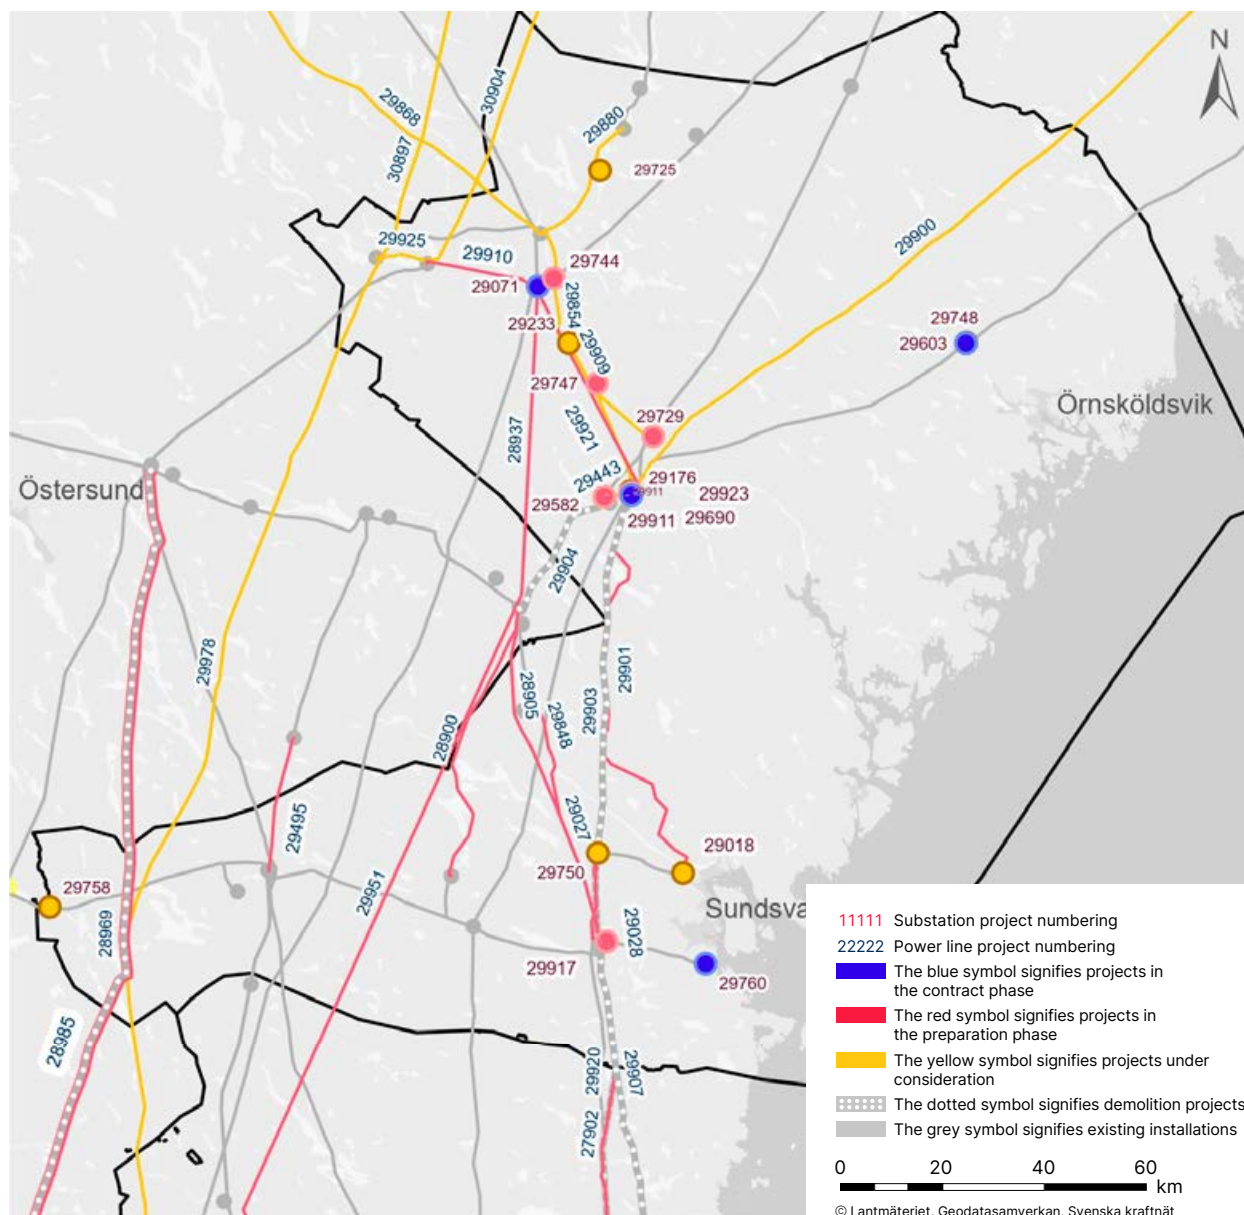 N
30904
29868
29880
30897
29725
29900
29925
29910
29744
29071
29854
29233
29748
29603
29909
29747
Örnsköldsvik
29729
29921
28937
29443
29176
Östersund
29911
29923
29582
29911
29690
29904
29978
29901
28905
29903
29848
28900
29495
29027
29018
29750
29758
29951
Sundsva
28969
29028
29917
29760
28985
29920
29907
27902
11111 Substation project numbering
22222 Power line project numbering
The blue symbol signifies projects in
the contract phase
The red symbol signifies projects in
the preparation phase
The yellow symbol signifies projects under
consideration
The dotted symbol signifies demolition projects
The grey symbol signifies existing installations
0 20 40 60
km
© Lantmäteriet, Geodatasamverkan, Svenska kraftnät